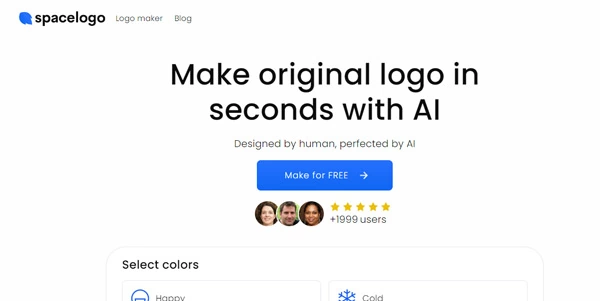 spacelogo Logo maker Blog
Make original logo in
seconds with AI
Designed by human, perfected by AI
Make for FREE
+1999 users
Select colors
Happy Cold